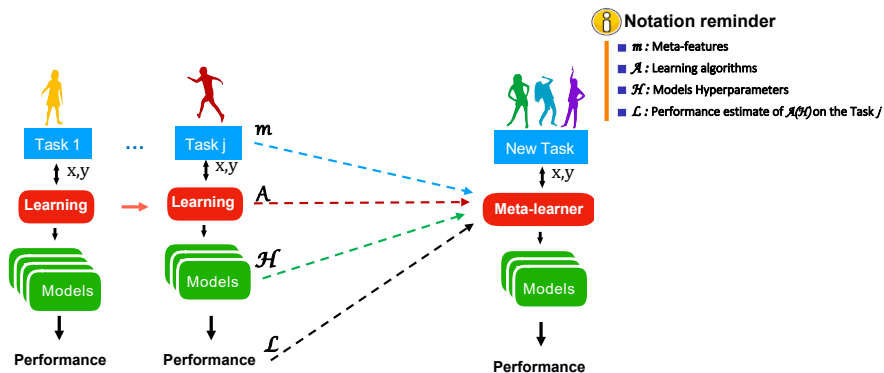 Notation reminder
m : Meta-features
A : Learning algorithms
H : Models Hyperparameters
L : Performance estimate of A(H) on the Task j
Task 1
...
Task j
m
New Task
x,y
x,y
x,y
Learning
Learning
A
Meta-learner
H
Models
Models
Models
L
Performance
Performance
Performance